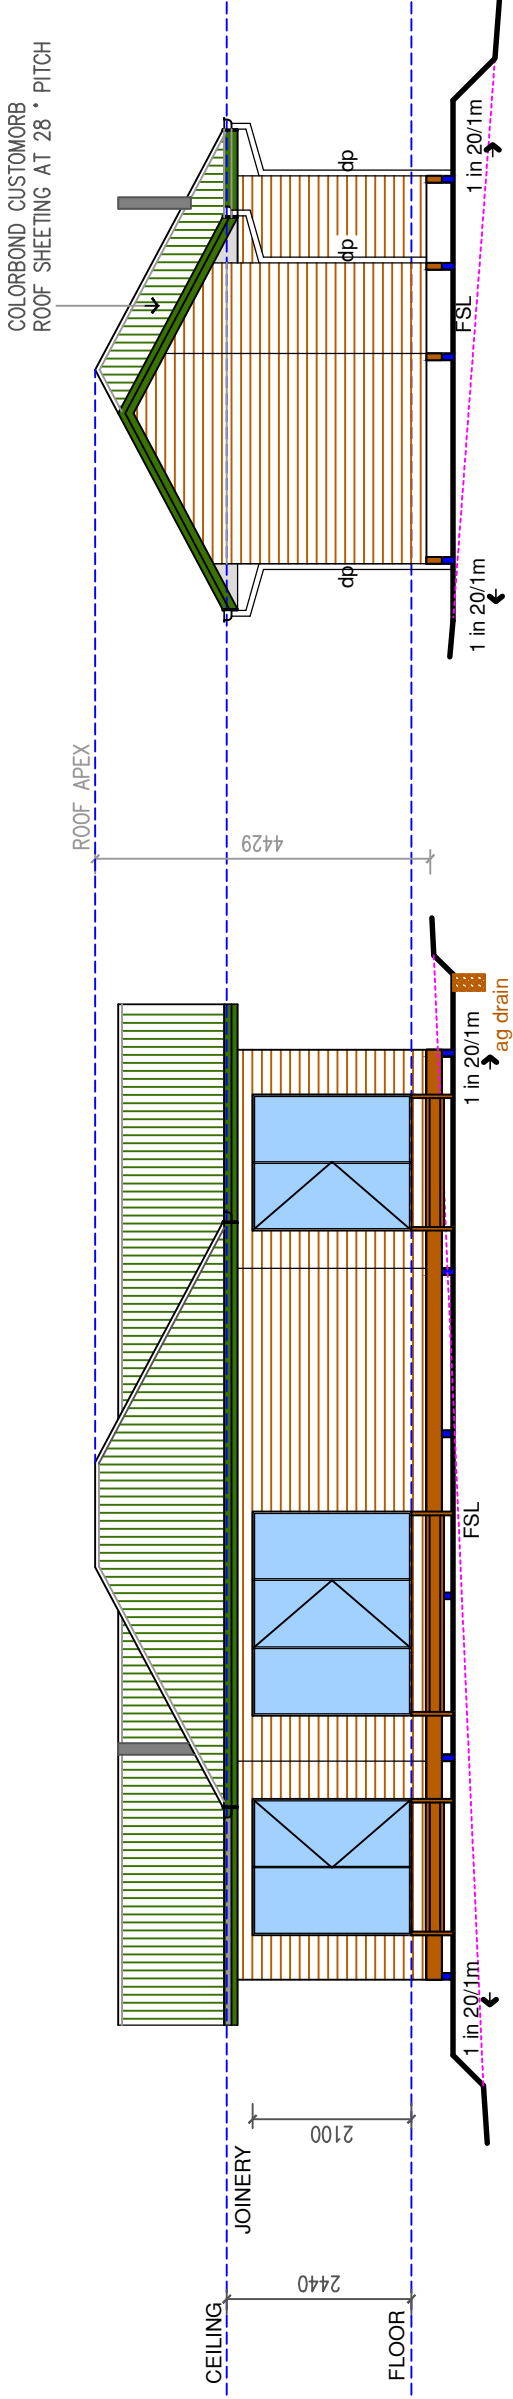 COLORBOND CUSTOMORB
ROOF SHEETING AT 28° PITCH
dp
dp
dp
1 in 20/1m
FSL
1 in 20/1m
ROOF APEX
4429
1 in 20/1m
ag drain
FSL
1 in 20/1m
2100
JOINERY
2440
CEILING
FLOOR